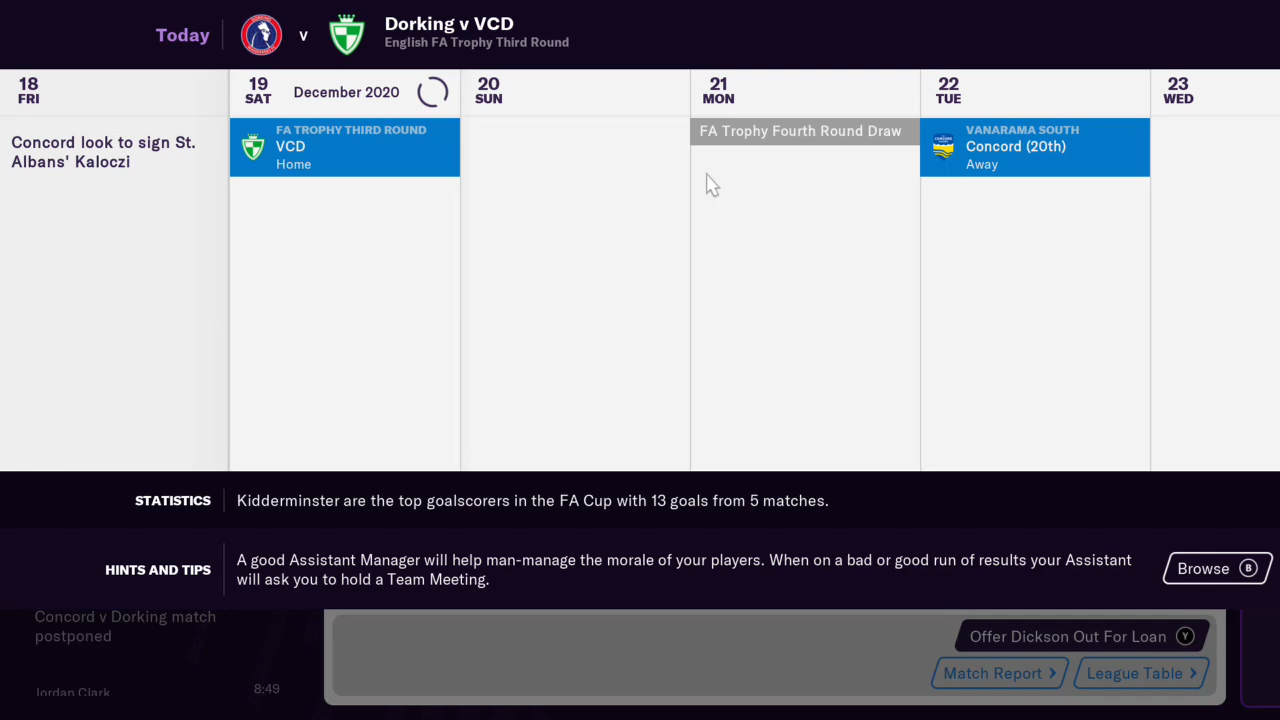 Today
v
Dorking v VCD
English FA Trophy Third Round
18
FRI
19
SAT
December 2020
20
SUN
21
MON
22
TUE
23
WED
Concord look to sign St.
Albans' Kaloczi
FA TROPHY THIRD ROUND
VCD
Home
FA Trophy Fourth Round Draw
VANARAMA SOUTH
Concord (20th)
Away
STATISTICS
Kidderminster are the top goalscorers in the FA Cup with 13 goals from 5 matches.
HINTS AND TIPS
A good Assistant Manager will help man-manage the morale of your players. When on a bad or good run of results your Assistant
will ask you to hold a Team Meeting.
Browse B
Concord v Dorking match
postponed
Jordan Clark
8:49
Offer Dickson Out For Loan Y
Match Report
League Table